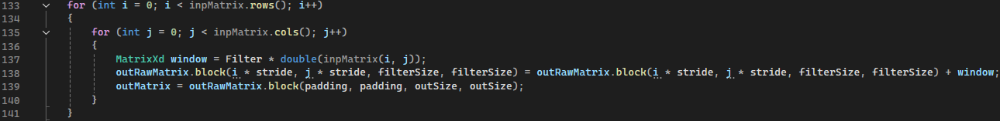 133 for (int i = 0; i < inpMatrix.rows(); i++)
134 {
135 for (int j = 0; j < inpMatrix.cols(); j++)
136 {
137 MatrixXd window = Filter * double(inpMatrix(i, j));
138 outRawMatrix.block(i * stride, j * stride, filterSize, filterSize) = outRawMatrix.block(i * stride, j * stride, filterSize, filterSize) + window;
139 outMatrix = outRawMatrix.block(padding, padding, outSize, outSize);
140 }
141 }